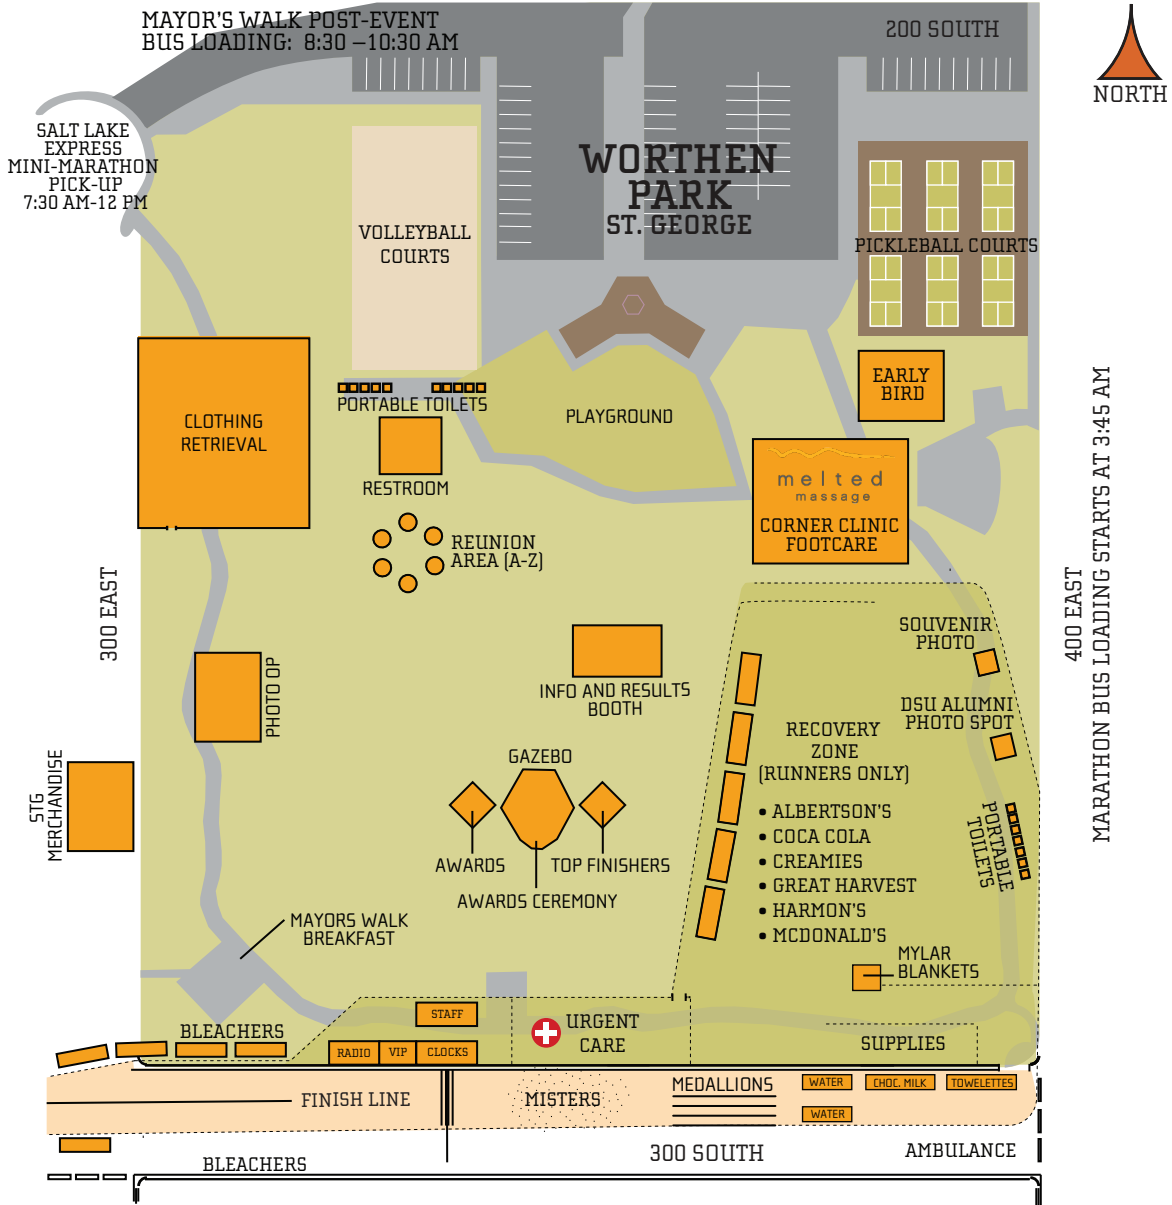 MAYOR'S WALK POST-EVENT
BUS LOADING: 8:30 –10:30 AM
200 SOUTH
NORTH
SALT LAKE
EXPRESS
MINI-MARATHON
PICK-UP
7:30 AM-12 PM
WORTHEN
PARK
ST. GEORGE
VOLLEYBALL
COURTS
PICKLEBALL COURTS
EARLY
BIRD
PORTABLE TOILETS
PLAYGROUND
CLOTHING
RETRIEVAL
RESTROOM
melted
massage
CORNER CLINIC
FOOTCARE
REUNION
AREA (A-Z)
300 EAST
400 EAST
MARATHON BUS LOADING STARTS AT 3:45 AM
SOUVENIR
PHOTO
PHOTO OP
INFO AND RESULTS
BOOTH
DSU ALUMNI
PHOTO SPOT
RECOVERY
ZONE
(RUNNERS ONLY)
GAZEBO
STG
MERCHANDISE
• ALBERTSON'S
• COCA COLA
• CREAMIES
• GREAT HARVEST
• HARMON'S
• MCDONALD'S
PORTABLE
TOILETS
AWARDS
TOP FINISHERS
AWARDS CEREMONY
MAYORS WALK
BREAKFAST
MYLAR
BLANKETS
STAFF
BLEACHERS
URGENT
CARE
SUPPLIES
RADIO
VIP
CLOCKS
FINISH LINE
MISTERS
MEDALLIONS
WATER
CHOC. MILK
TOWELETTES
WATER
BLEACHERS
300 SOUTH
AMBULANCE